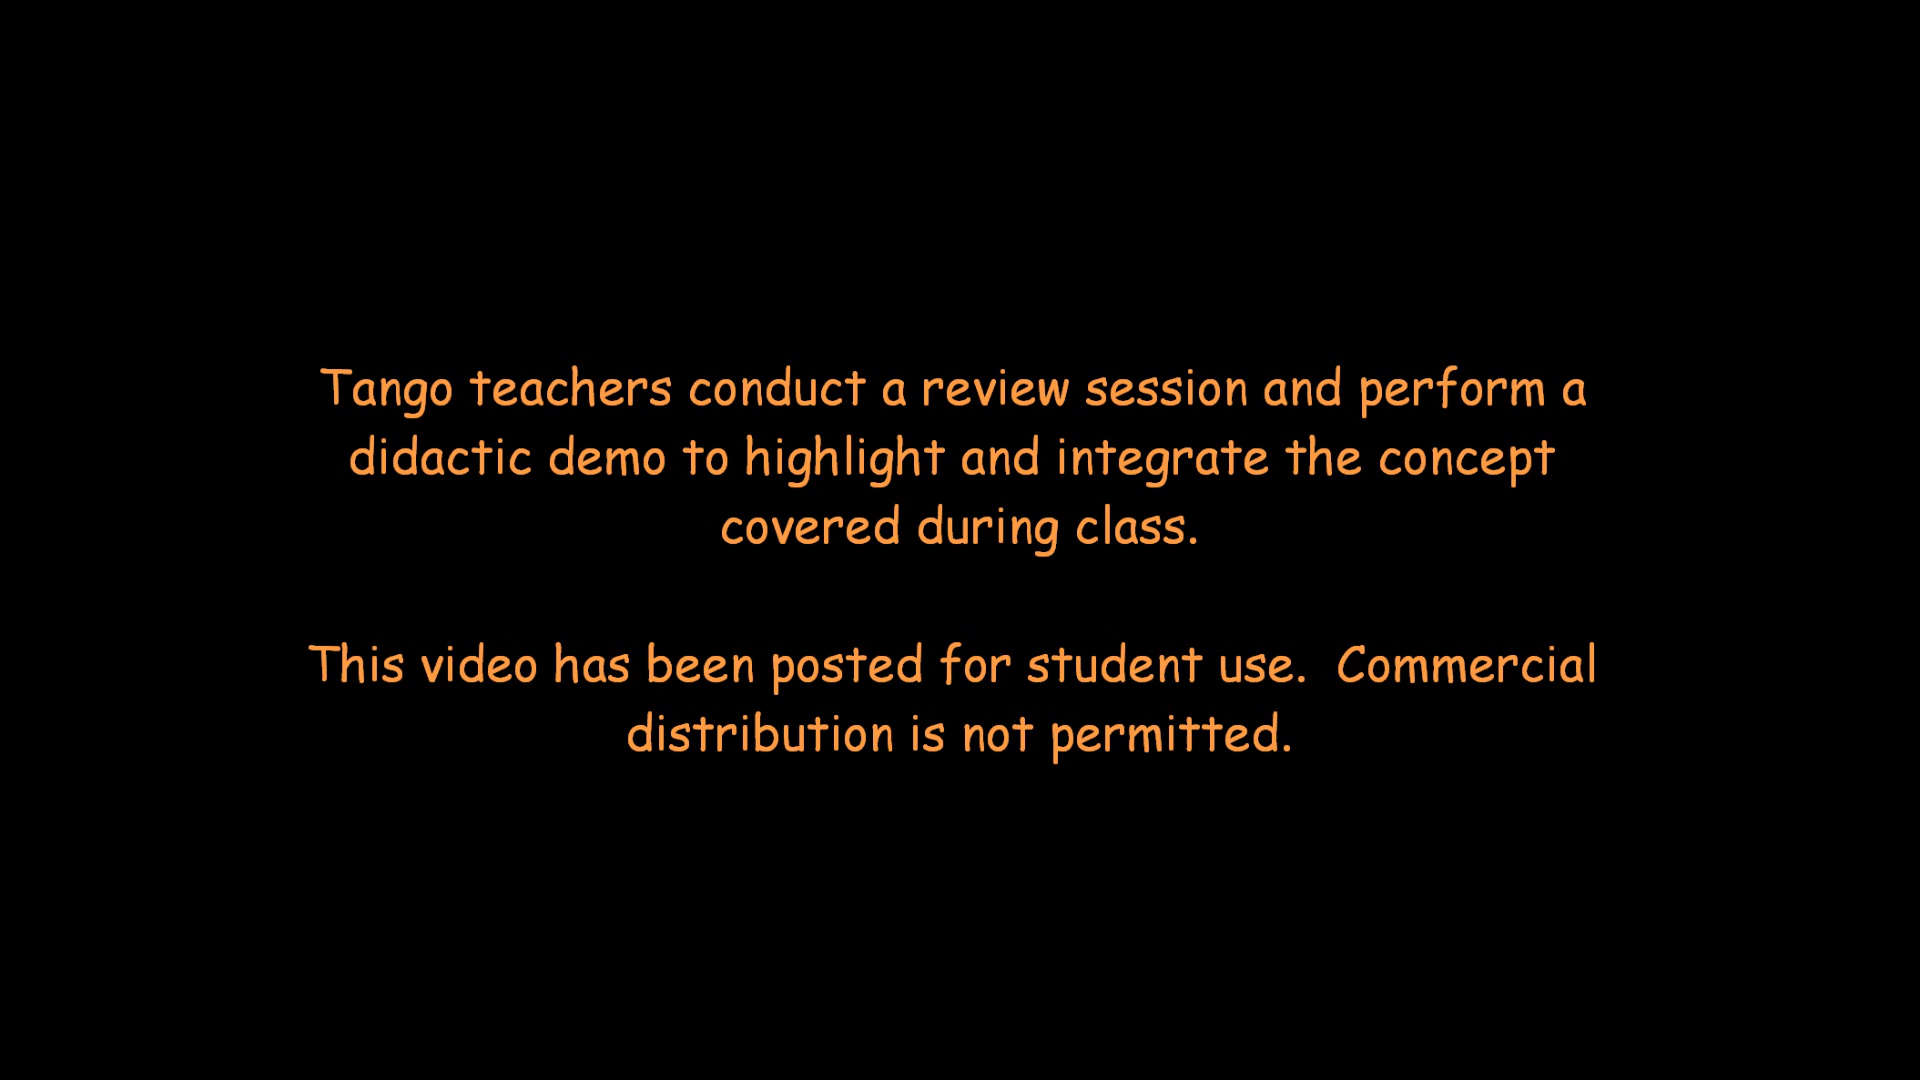 Tango teachers conduct a review session and perform a
didactic demo to highlight and integrate the concept
covered during class.
This video has been posted for student use.  Commercial
distribution is not permitted.